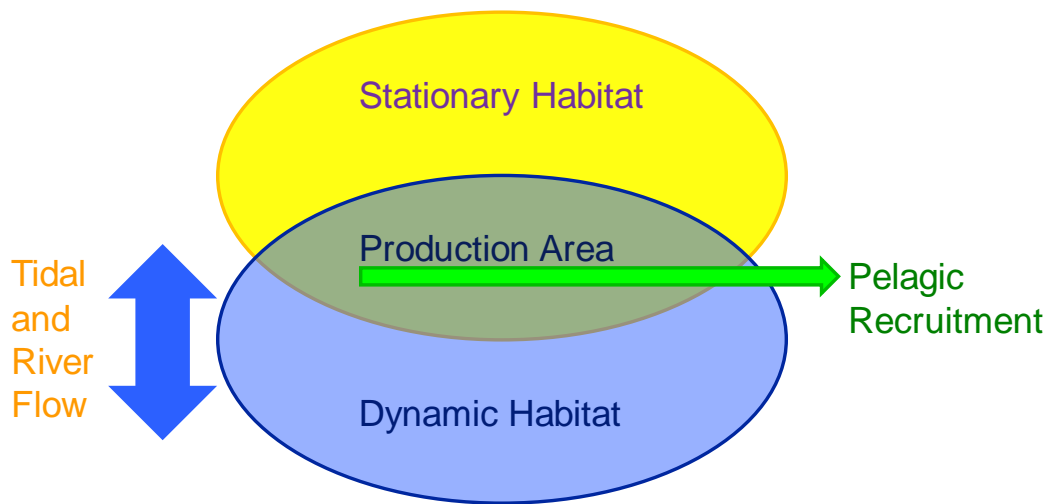 Stationary Habitat
Production Area
Tidal
and
River
Flow
Pelagic
Recruitment
Dynamic Habitat